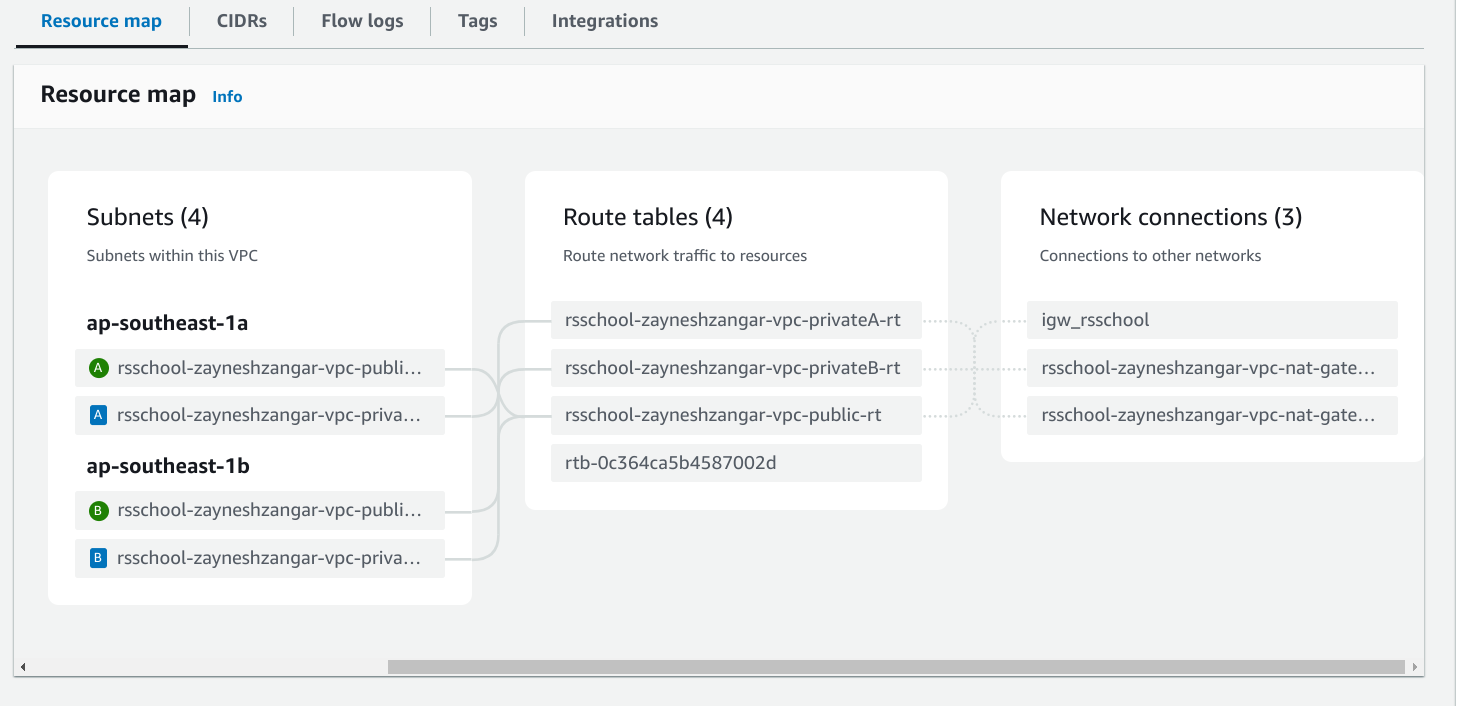 Resource map
CIDRs
Flow logs
Tags
Integrations
Resource map Info
Subnets (4)
Subnets within this VPC
ap-southeast-1a
A rsschool-zayneshzangar-vpc-publi...
A rsschool-zayneshzangar-vpc-priva...
ap-southeast-1b
B rsschool-zayneshzangar-vpc-publi...
B rsschool-zayneshzangar-vpc-priva...
Route tables (4)
Route network traffic to resources
rsschool-zayneshzangar-vpc-privateA-rt
rsschool-zayneshzangar-vpc-privateB-rt
rsschool-zayneshzangar-vpc-public-rt
rtb-0c364ca5b4587002d
Network connections (3)
Connections to other networks
igw_rsschool
rsschool-zayneshzangar-vpc-nat-gate...
rsschool-zayneshzangar-vpc-nat-gate...